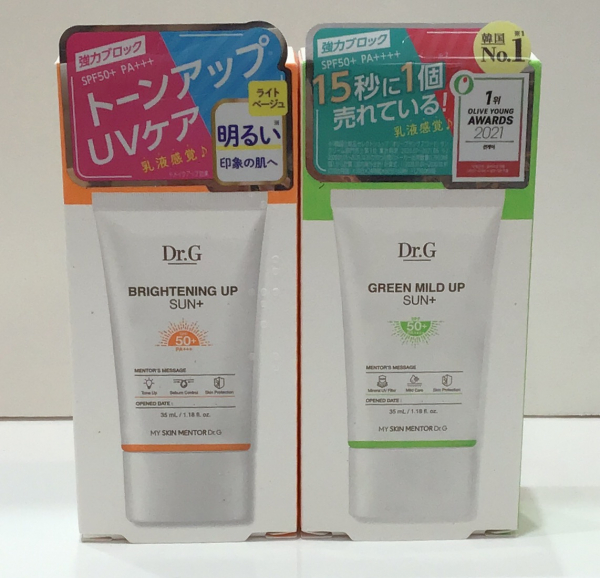 強力ブロック
SPF50+ PA+++
トーンアップ
UVケア
乳液感覚♪
ライト
ベージュ
明るい※
印象の肌へ
Dr.G
BRIGHTENING UP
SUN+
SPF
50+
PA+++
MENTOR'S MESSAGE
Tone Up
Sebum Control
Skin Protection
OPENED DATE :
35 mL / 1.18 fl. oz.
MY SKIN MENTOR Dr.G
強力ブロック
SPF50+ PA++++
15秒に1個
売れている!
乳液感覚♪
韓国
No.1
1위
OLIVE YOUNG
AWARDS
2021
Dr.G
GREEN MILD UP
SUN+
SPF
50+
MENTOR'S MESSAGE
Mineral UV Filter
Mild Care
Skin Protection
OPENED DATE :
35 mL / 1.18 fl. oz.
MY SKIN MENTOR Dr.G